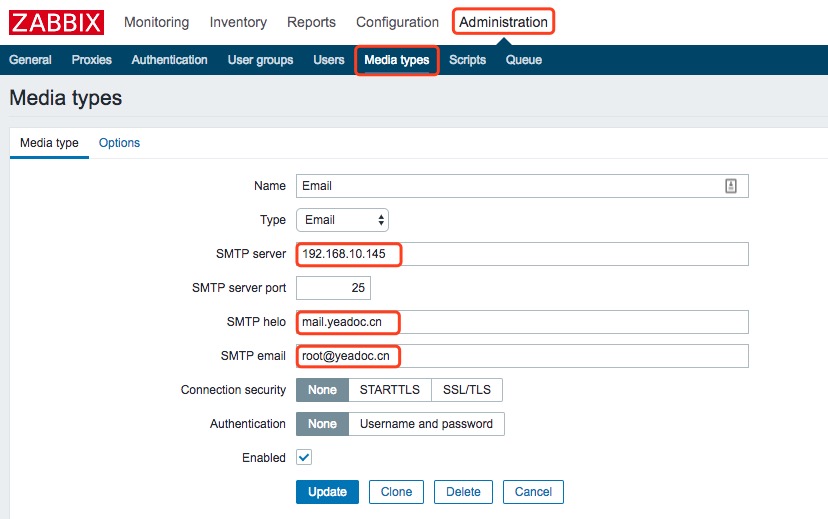 ZABBIX Monitoring Inventory Reports Configuration Administration
General Proxies Authentication User groups Users Media types Scripts Queue
Media types
Media type Options
Name Email
Type Email
SMTP server 192.168.10.145
SMTP server port 25
SMTP helo mail.yeadoc.cn
SMTP email root@yeadoc.cn
Connection security None STARTTLS SSL/TLS
Authentication None Username and password
Enabled
Update Clone Delete Cancel